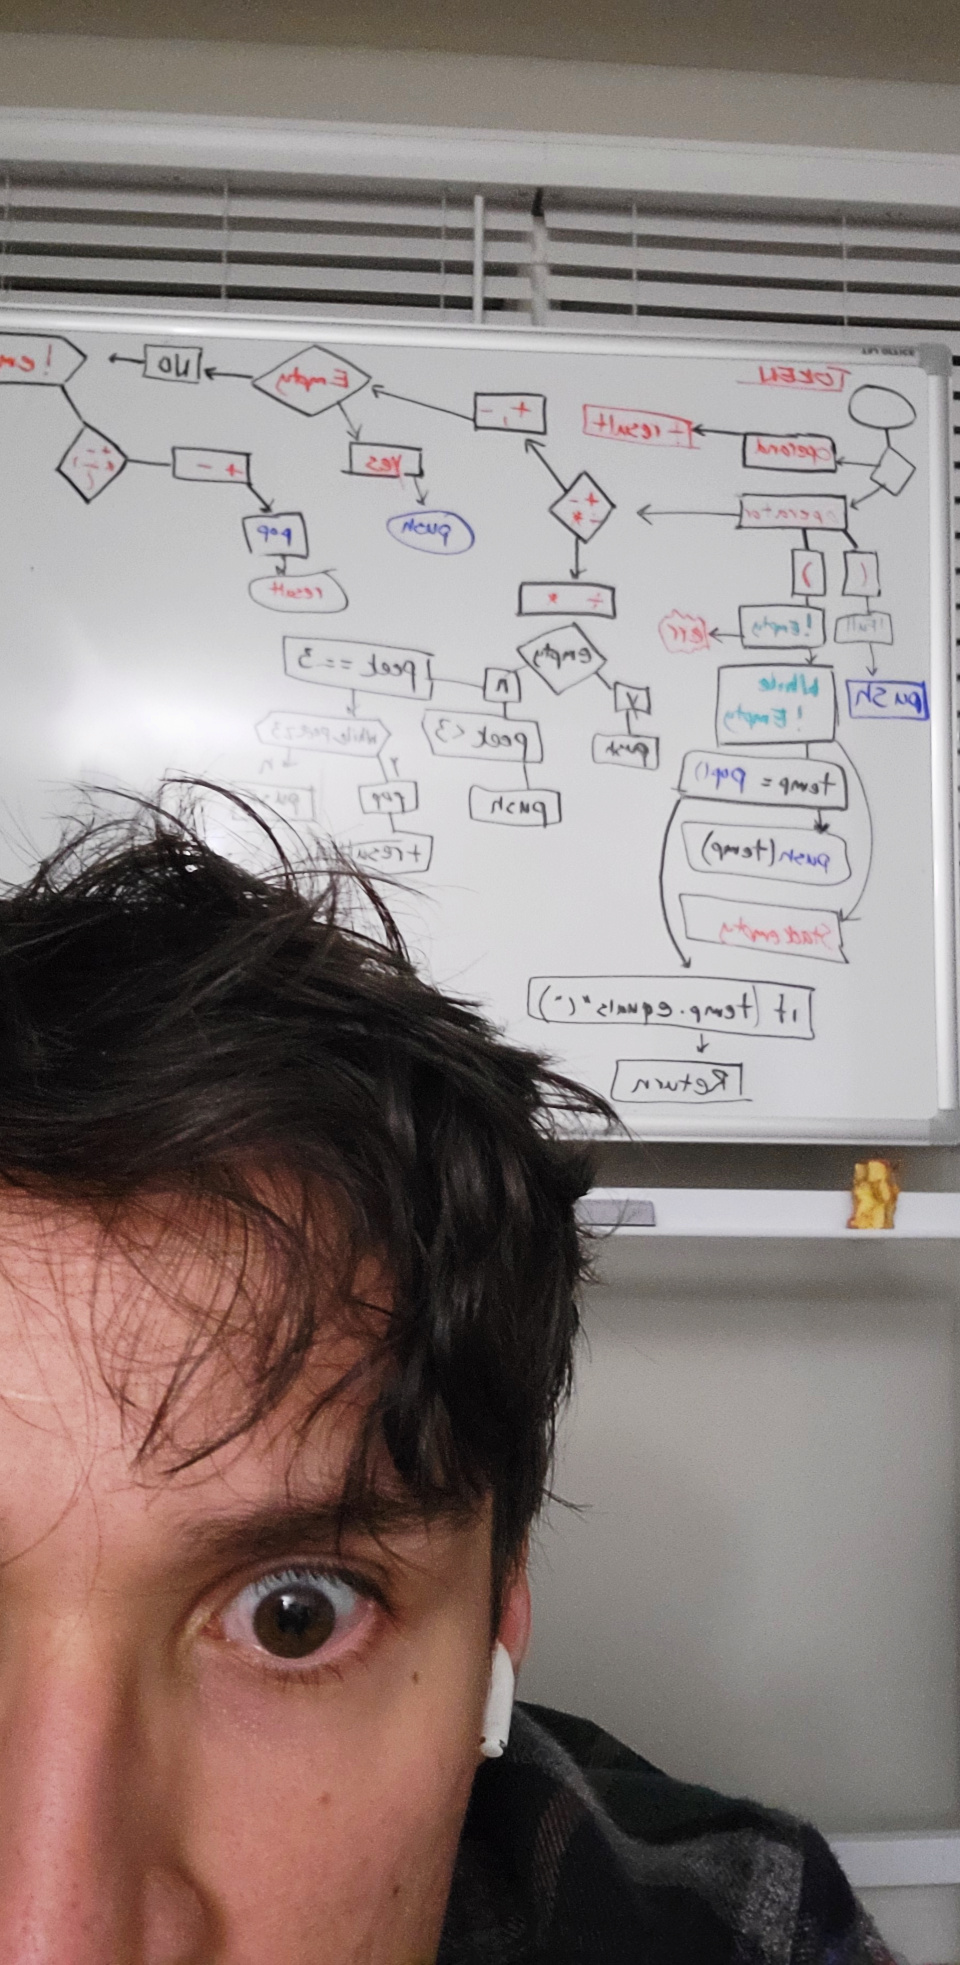 TOKEN
Operand
+ result
Operator
(
)
! Full
push
! Empty
err
While
! Empty
temp = pop()
push(temp)
Stack empty
if (temp.equals"(")
Return
+ -
÷ *
+, -
Empty
NO
Yes
push
÷ *
empty
Y
push
n
peek < 3
push
peek == 3
Y
pop
+ result
n
+ -
pop
result